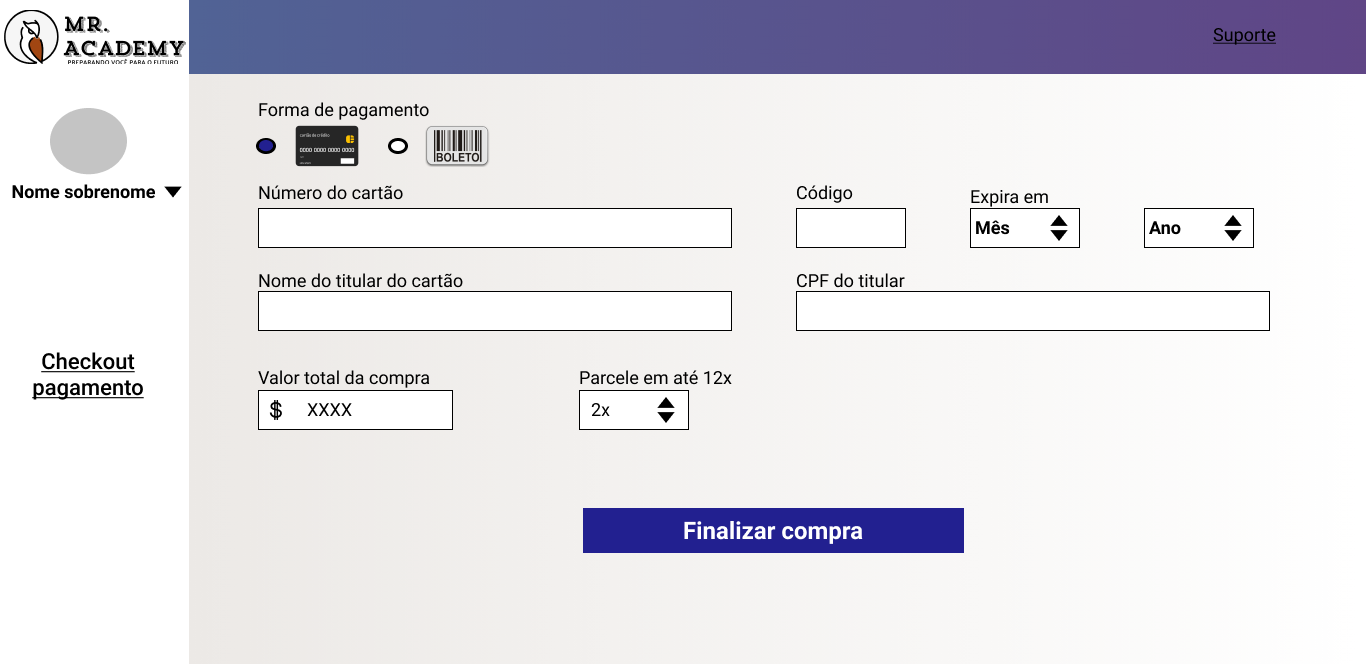 MR.
ACADEMY
PREPARANDO VOCÊ PARA O FUTURO
Suporte
Nome sobrenome
Checkout
pagamento
Forma de pagamento
cartão de crédito
0000 0000 0000 0000
BOLETO
Número do cartão
Código
Expira em
Mês
Ano
Nome do titular do cartão
CPF do titular
Valor total da compra
Parcele em até 12x
$ XXXX
2x
Finalizar compra